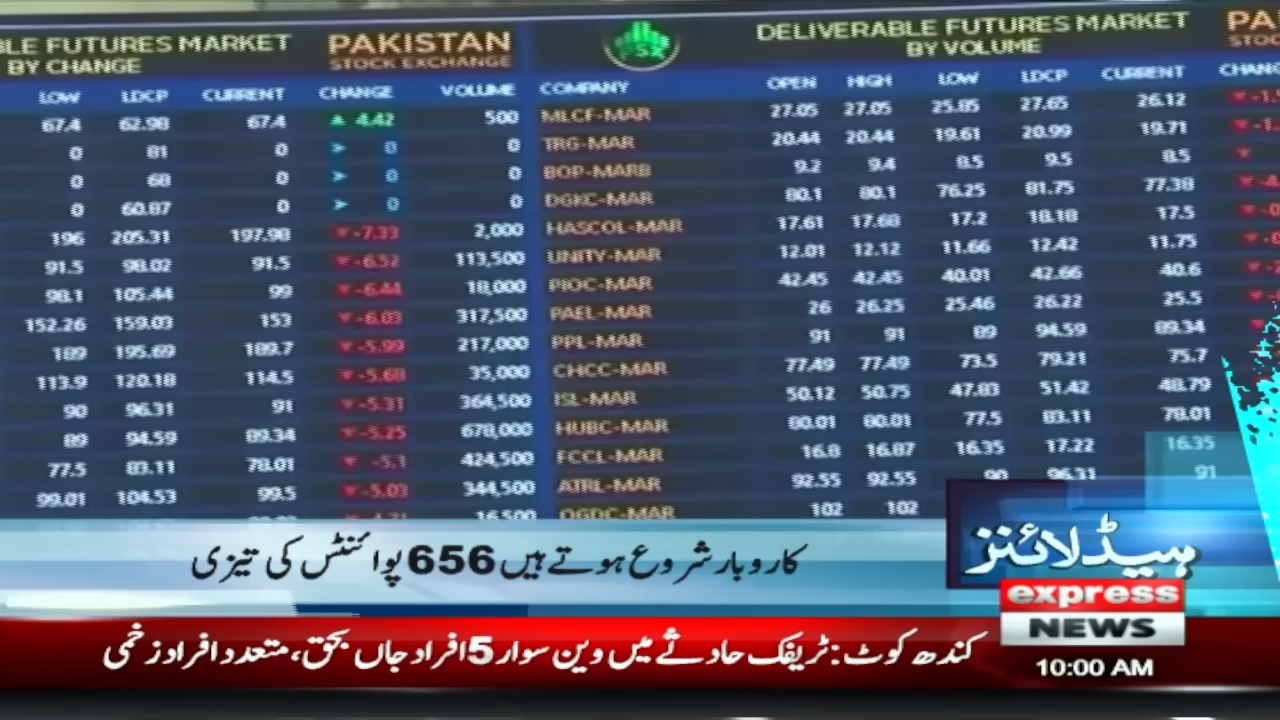 LE FUTURES MARKET
BY CHANGE
PAKISTAN
STOCK EXCHANGE
DELIVERABLE FUTURES MARKET
BY VOLUME
PA
STOC
LOW LDCP CURRENT CHANGE VOLUME COMPANY OPEN HIGH LOW LDCP CURRENT CHANG
67.4 62.98 67.4 4.42 500 MLCF-MAR 27.05 27.05 25.85 27.65 26.12
0 81 0 0 0 TRG-MAR 20.44 20.44 19.61 20.99 19.71
0 68 0 0 0 BOP-MARB 9.2 9.4 8.5 9.5 8.5
0 60.87 0 0 0 DGKC-MAR 80.1 80.1 76.25 81.75 77.38
196 205.31 197.98 -7.33 2,000 HASCOL-MAR 17.61 17.68 17.2 18.18 17.5
91.5 98.02 91.5 -6.52 113,500 UNITY-MAR 12.01 12.12 11.66 12.42 11.75
98.1 105.44 99 -6.44 18,000 PIOC-MAR 42.45 42.45 40.01 42.66 40.6
152.26 159.03 153 -6.03 317,500 PAEL-MAR 26 26.25 25.46 26.22 25.5
189 195.69 189.7 -5.99 217,000 PPL-MAR 91 91 89 94.59 89.34
113.9 120.18 114.5 -5.68 35,000 CHCC-MAR 77.49 77.49 73.5 79.21 75.7
90 96.31 91 -5.31 364,500 ISL-MAR 50.12 50.75 47.83 51.42 48.79
89 94.59 89.34 -5.25 678,000 HUBC-MAR 80.01 80.01 77.5 83.11 78.01
77.5 83.11 78.01 -5.1 424,500 FCCL-MAR 16.8 16.87 16.35 17.22 16.35
99.01 104.53 99.5 -5.03 344,500 ATRL-MAR 92.55 92.55 90 96.31 91
16,500 OGDC-MAR 102 102
ہیڈلائنز
کاروبار شروع ہوتے ہیں 656 پوائنٹس کی تیزی
express
NEWS
کندھ کوٹ: ٹریفک حادثے میں وین سوار 5 افراد جاں بحق، متعدد افراد زخمی
10:00 AM